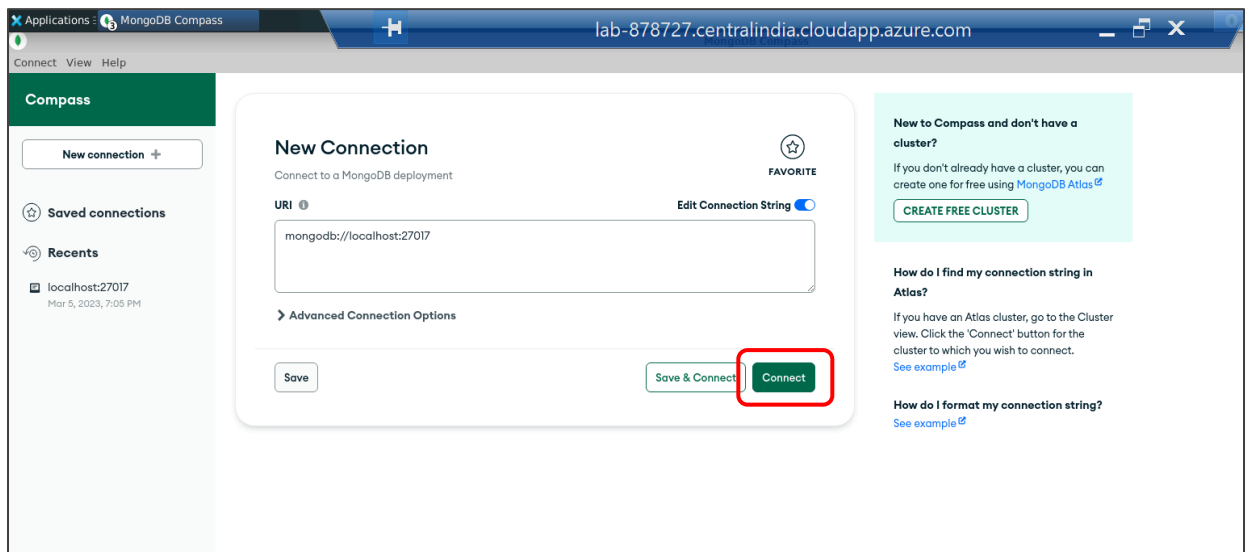 Applications
MongoDB Compass
lab-878727.centralindia.cloudapp.azure.com
Connect View Help
Compass
New connection +
Saved connections
Recents
localhost:27017
Mar 5, 2023, 7:05 PM
New Connection
FAVORITE
Connect to a MongoDB deployment
URI
Edit Connection String
mongodb://localhost:27017
Advanced Connection Options
Save
Save & Connect
Connect
New to Compass and don't have a
cluster?
If you don't already have a cluster, you can
create one for free using MongoDB Atlas
CREATE FREE CLUSTER
How do I find my connection string in
Atlas?
If you have an Atlas cluster, go to the Cluster
view. Click the 'Connect' button for the
cluster to which you wish to connect.
See example
How do I format my connection string?
See example